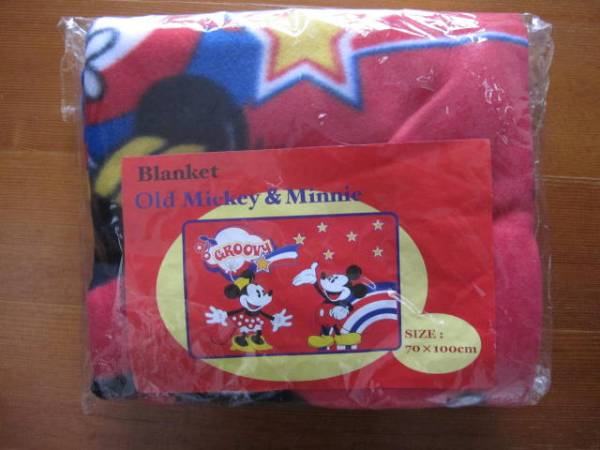 Blanket
Old Mickey & Minnie
GROOVY
SIZE :
70×100cm